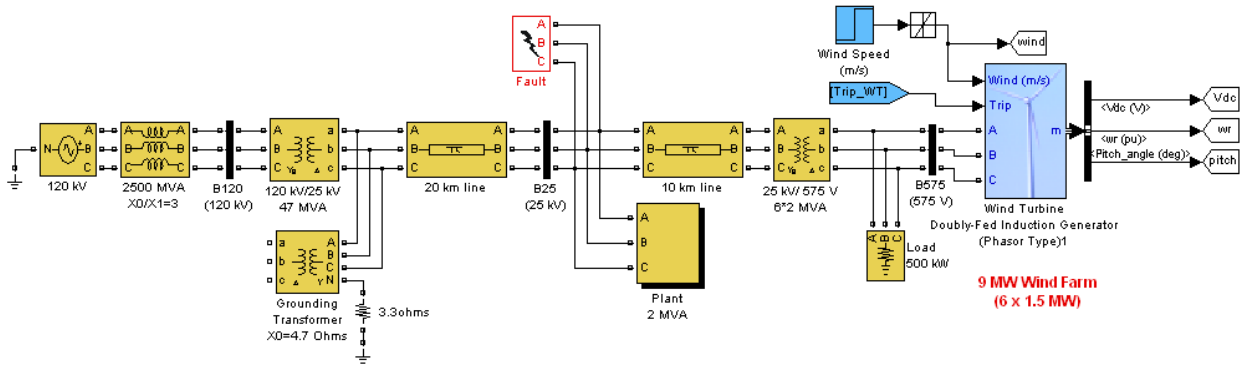 A
B
C
Fault
Wind Speed
(m/s)
wind
[Trip_WT]
Wind (m/s)
Trip
A
B
C
m
<Vdc (V)>
<wr (pu)>
<Pitch_angle (deg)>
Vdc
wr
pitch
N
A
B
C
120 kV
A
B
C
A
B
C
2500 MVA
X0/X1=3
B120
(120 kV)
A
B
C
a
b
c
Yg
120 kV/25 kV
47 MVA
A
B
C
A
B
C
20 km line
B25
(25 kV)
A
B
C
A
B
C
10 km line
A
B
C
a
b
c
Yg
25 kV/ 575 V
6*2 MVA
B575
(575 V)
Wind Turbine
Doubly-Fed Induction Generator
(Phasor Type)1
a
b
c
A
B
C
N
Y
Grounding
Transformer
X0=4.7 Ohms
3.3ohms
A
B
C
Plant
2 MVA
A
B
C
Load
500 kW
9 MW Wind Farm
(6 x 1.5 MW)